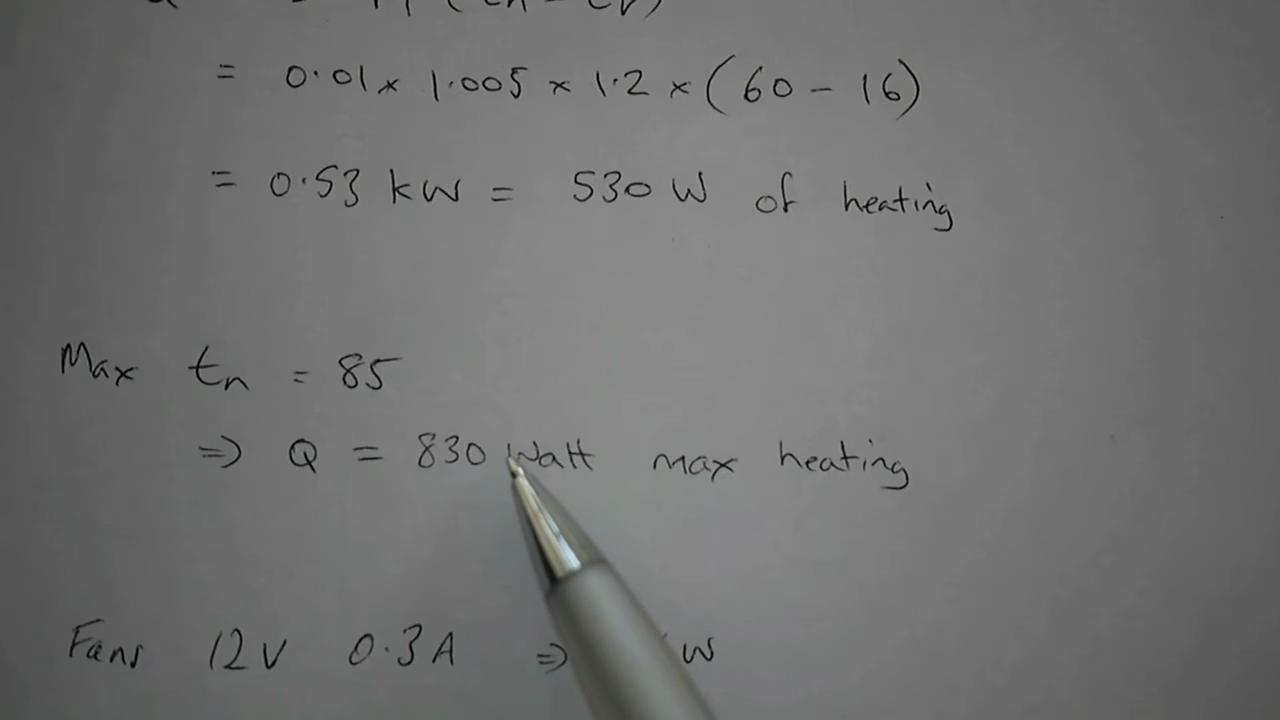 = 0.01 x 1.005 x 1.2 x (60 - 16)
= 0.53 kW = 530 W of heating
Max tn = 85
=> Q = 830 Watt max heating
Fans 12V 0.3A => W